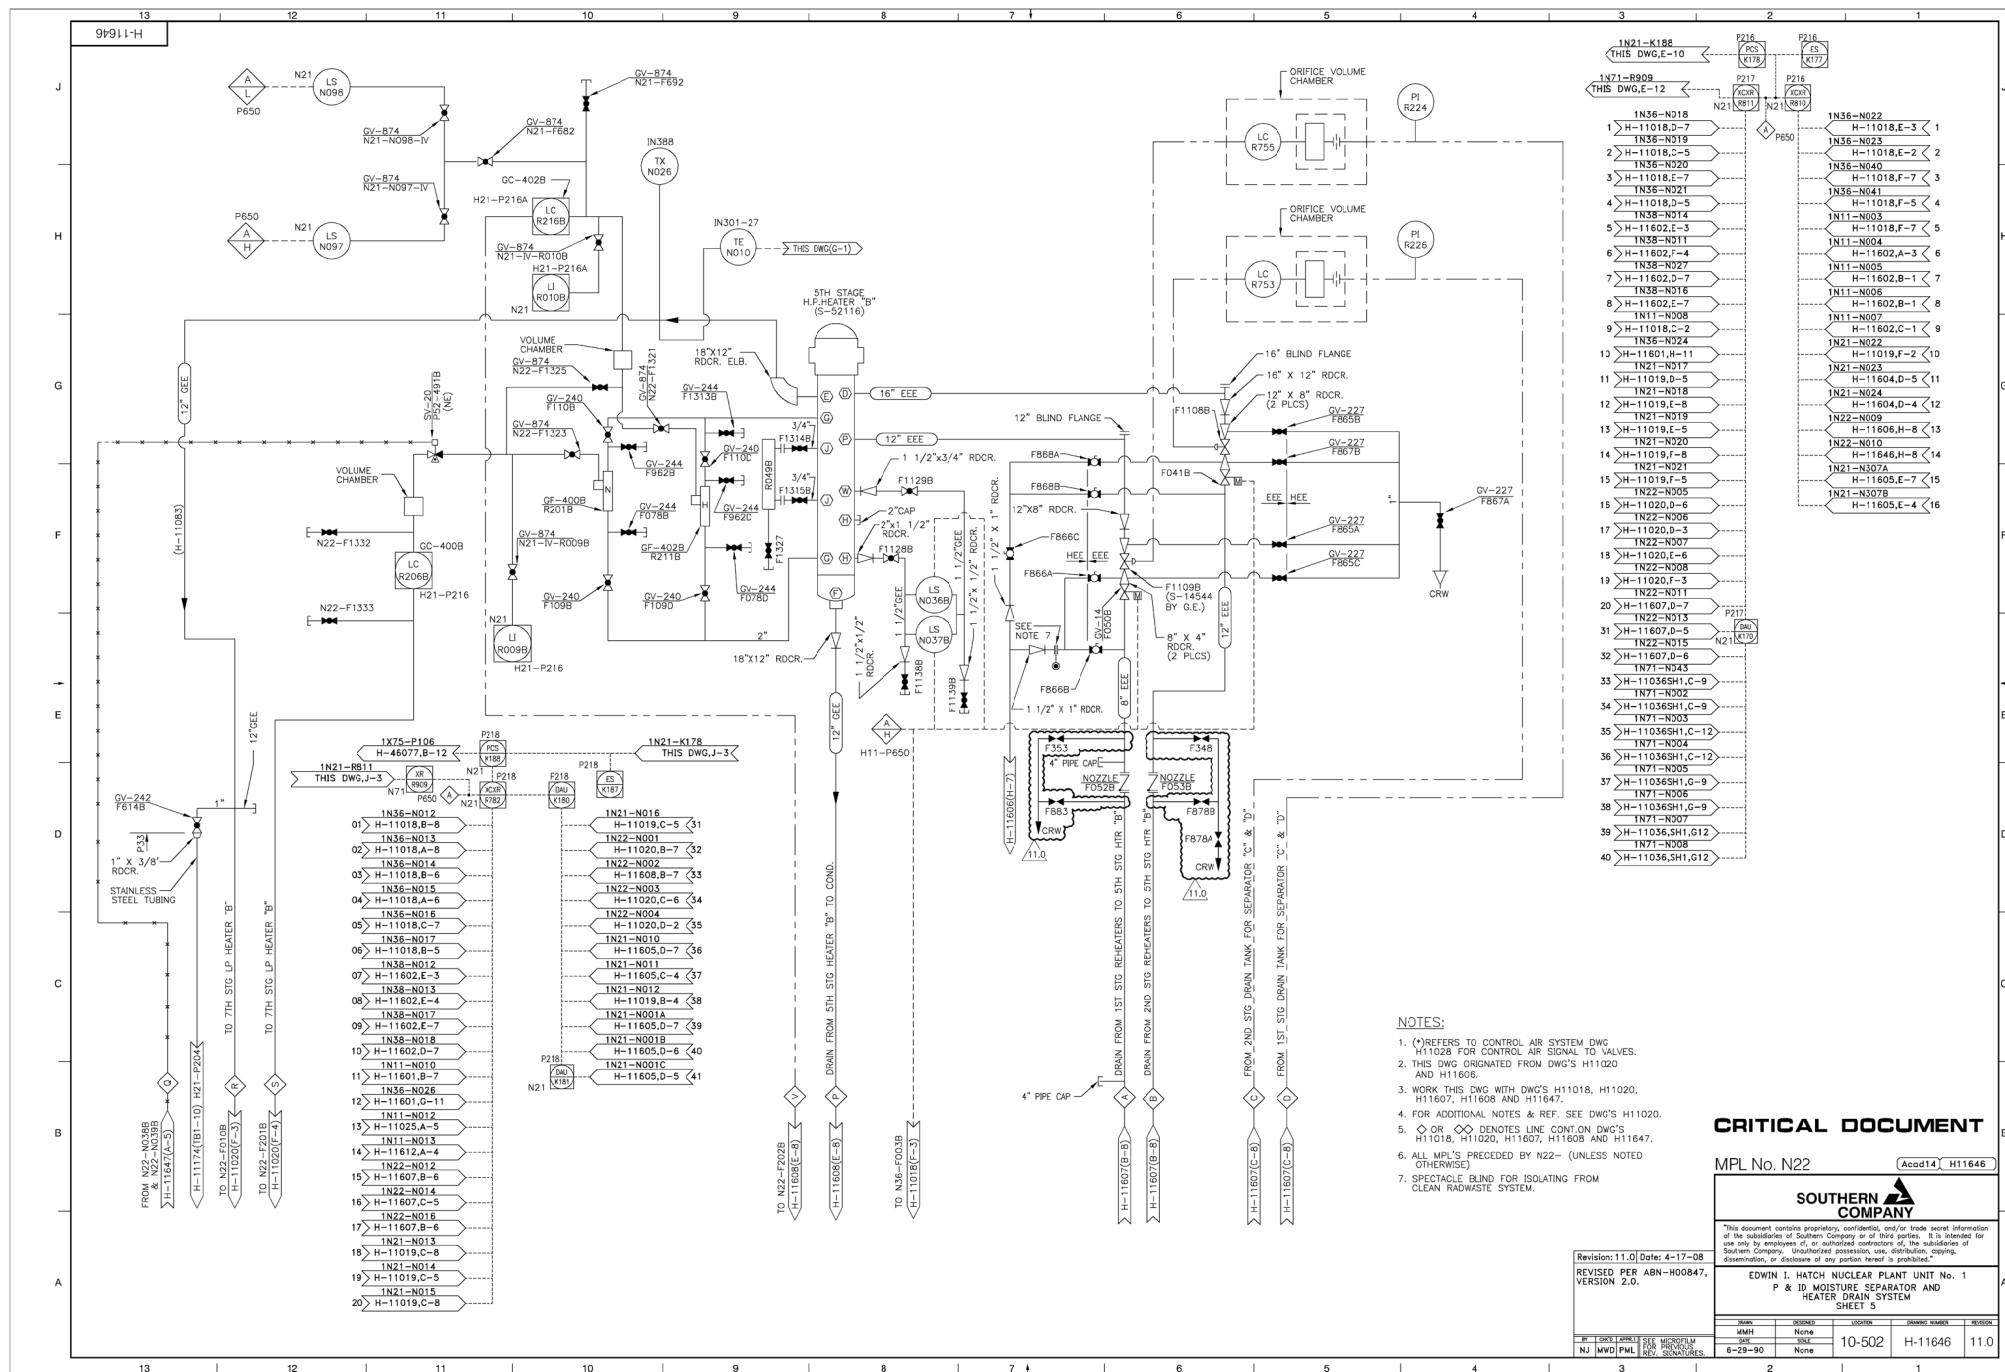 13 12 11 10 9 8 7 6 5 4 3 2 1
H-11646
J
H
G
F
E
D
C
B
A
A
L
P650
N21
LS
N098
GV-874
N21-N098-IV
GV-874
N21-F682
GV-874
N21-F692
GV-874
N21-N097-IV
P650
A
H
N21
LS
N097
GC-402B
H21-P216A
LC
R216B
GV-874
N21-IV-R010B
H21-P216A
LI
R010B
N21
IN388
TX
N026
IN301-27
TE
N010
THIS DWG(G-1)
5TH STAGE
H.P.HEATER "B"
(S-52116)
ORIFICE VOLUME
CHAMBER
LC
R755
PI
R224
ORIFICE VOLUME
CHAMBER
LC
R753
PI
R226
12" GEE
(H-11083)
SV-20
P52-491B
(NE)
VOLUME
CHAMBER
GV-874
N22-F1325
GV-874
N22-F1321
GV-874
N22-F1323
GV-240
F110B
GV-244
F1313B
18"X12"
RDCR. ELB.
GV-244
F962B
GV-240
F110D
GV-244
F962D
R049B
3/4"
F1314B
3/4"
F1315B
F1327
E
D
G
P
J
W
J
H
G
H
F
16" EEE
12" EEE
12" BLIND FLANGE
16" BLIND FLANGE
16" X 12" RDCR.
12" X 8" RDCR.
(2 PLCS)
F1108B
GV-227
F865B
GV-227
F867B
F041B
M
EEE
HEE
GV-227
F867A
1"
CRW
GV-227
F865A
GV-227
F865C
1 1/2"x3/4" RDCR.
F1129B
2"CAP
2"x1 1/2"
RDCR.
F1128B
F868A
F868B
12"X8" RDCR.
F866C
HEE
EEE
F866A
F1109B
(S-14544
BY G.E.)
M
GV-14
F050B
8" X 4"
RDCR.
(2 PLCS)
12" EEE
8" EEE
SEE
NOTE 7
F866B
1 1/2" X 1" RDCR.
1 1/2" X 1" RDCR.
1 1/2"GEE
1 1/2"GEE
1 1/2"x1/2"
RDCR.
1 1/2"x 1/2" RDCR.
LS
N036B
LS
N037B
F1138B
F1139B
A
H
H11-P650
VOLUME
CHAMBER
N22-F1332
GC-400B
LC
R206B
H21-P216
N22-F1333
GF-400B
R201B
N
GV-244
F078B
GF-402B
R211B
H
GV-244
F078D
GV-874
N21-IV-R009B
GV-240
F109B
GV-240
F109D
N21
LI
R009B
H21-P216
2"
18"X12" RDCR.
12" GEE
12"GEE
GV-242
F614B
1"
P33
1" X 3/8'
RDCR.
STAINLESS
STEEL TUBING
1X75-P106
H-46077,B-12
P218
PCS
K188
N21
1N21-K178
THIS DWG,J-3
1N21-R811
THIS DWG,J-3
XR
R909
N71
P650
A
N21
P218
XCXR
F782
F218
DAU
K180
P218
ES
K187
1N36-N012
01 H-11018,B-8
1N36-N013
02 H-11018,A-8
1N36-N014
03 H-11018,B-6
1N36-N015
04 H-11018,A-6
1N36-N016
05 H-11018,C-7
1N36-N017
06 H-11018,B-5
1N38-N012
07 H-11602,E-3
1N38-N013
08 H-11602,E-4
1N38-N017
09 H-11602,E-7
1N38-N018
10 H-11602,D-7
1N11-N010
11 H-11601,B-7
1N36-N026
12 H-11601,G-11
1N11-N012
13 H-11025,A-5
1N11-N013
14 H-11612,A-4
1N22-N012
15 H-11607,B-6
1N22-N014
16 H-11607,C-5
1N22-N016
17 H-11607,B-6
1N21-N013
18 H-11019,C-8
1N21-N014
19 H-11019,C-5
1N21-N015
20 H-11019,C-8
1N21-N016
H-11019,C-5 31
1N22-N001
H-11020,B-7 32
1N22-N002
H-11608,B-7 33
1N22-N003
H-11020,C-6 34
1N22-N004
H-11020,D-2 35
1N21-N010
H-11605,D-7 36
1N21-N011
H-11605,C-4 37
1N21-N012
H-11019,B-4 38
1N21-N001A
H-11605,D-7 39
1N21-N001B
H-11605,D-6 40
1N21-N001C
H-11605,D-5 41
P218
DAU
K181
N21
F353
F348
4" PIPE CAP
NOZZLE
F052B
NOZZLE
F053B
F883
F878B
F878A
CRW
CRW
11.0
11.0
H-11606(H-7)
FROM N22-N038B
& N22-N039B
H-11647(A-5)
Q
H-11174(TB1-10) H21-P204
TO 7TH STG LP HEATER "B"
R
TO N22-F010B
H-11020(F-3)
TO 7TH STG LP HEATER "B"
S
TO N22-F201B
H-11020(F-4)
V
TO N22-F202B
H-11608(E-8)
DRAIN FROM 5TH STG HEATER "B" TO COND.
P
H-11608(E-8)
TO N36-F003B
H-11018(F-3)
4" PIPE CAP
DRAIN FROM 1ST STG REHEATERS TO 5TH STG HTR "B"
A
H-11607(B-8)
DRAIN FROM 2ND STG REHEATERS TO 5TH STG HTR "B"
B
H-11607(B-8)
FROM 2ND STG DRAIN TANK FOR SEPARATOR "C" & "D"
C
H-11607(C-8)
FROM 1ST STG DRAIN TANK FOR SEPARATOR "C" & "D"
D
H-11607(C-8)
1N21-K188
THIS DWG,E-10
P216
PCS
K178
P216
ES
K177
1N71-R909
THIS DWG,E-12
P217
XCXR
R811
N21
P216
XCXR
R810
N21
A
P650
1N36-N018
1 H-11018,D-7
1N36-N019
2 H-11018,C-5
1N36-N020
3 H-11018,E-7
1N36-N021
4 H-11018,D-5
1N38-N014
5 H-11602,E-3
1N38-N011
6 H-11602,F-4
1N38-N027
7 H-11602,D-7
1N38-N016
8 H-11602,E-7
1N11-N008
9 H-11018,C-2
1N36-N024
10 H-11601,H-11
1N21-N017
11 H-11019,D-5
1N21-N018
12 H-11019,E-8
1N21-N019
13 H-11019,E-5
1N21-N020
14 H-11019,F-8
1N21-N021
15 H-11019,F-5
1N22-N005
16 H-11020,D-6
1N22-N006
17 H-11020,D-3
1N22-N007
18 H-11020,E-6
1N22-N008
19 H-11020,F-3
1N22-N011
20 H-11607,D-7
1N22-N013
31 H-11607,D-5
1N22-N015
32 H-11607,D-6
1N71-N043
33 H-11036SH1,C-9
1N71-N002
34 H-11036SH1,C-9
1N71-N003
35 H-11036SH1,C-12
1N71-N004
36 H-11036SH1,C-12
1N71-N005
37 H-11036SH1,G-9
1N71-N006
38 H-11036SH1,G-9
1N71-N007
39 H-11036,SH1,G12
1N71-N008
40 H-11036,SH1,G12
P217
DAU
K170
N21
1N36-N022
H-11018,E-3 1
1N36-N023
H-11018,E-2 2
1N36-N040
H-11018,F-7 3
1N36-N041
H-11018,F-5 4
1N11-N003
H-11018,F-7 5
1N11-N004
H-11602,A-3 6
1N11-N005
H-11602,B-1 7
1N11-N006
H-11602,B-1 8
1N11-N007
H-11602,C-1 9
1N21-N022
H-11019,F-2 10
1N21-N023
H-11604,D-5 11
1N21-N024
H-11604,D-4 12
1N22-N009
H-11606,H-8 13
1N22-N010
H-11646,H-8 14
1N21-N307A
H-11605,E-7 15
1N21-N307B
H-11605,E-4 16
NOTES:
1. (*)REFERS TO CONTROL AIR SYSTEM DWG
H11028 FOR CONTROL AIR SIGNAL TO VALVES.
2. THIS DWG ORIGNATED FROM DWG'S H11020
AND H11606.
3. WORK THIS DWG WITH DWG'S H11018, H11020,
H11607, H11608 AND H11647.
4. FOR ADDITIONAL NOTES & REF. SEE DWG'S H11020.
5. ◇ OR ◇◇ DENOTES LINE CONT.ON DWG'S
H11018, H11020, H11607, H11608 AND H11647.
6. ALL MPL'S PRECEDED BY N22- (UNLESS NOTED
OTHERWISE)
7. SPECTACLE BLIND FOR ISOLATING FROM
CLEAN RADWASTE SYSTEM.
CRITICAL DOCUMENT
MPL No. N22
Acad14 H11646
SOUTHERN
COMPANY
"This document contains proprietary, confidential, and/or trade secret information
of the subsidiaries of Southern Company or of third parties. It is intended for
use only by employees of, or authorized contractors of, the subsidiaries of
Southern Company. Unauthorized possession, use, distribution, copying,
dissemination, or disclosure of any portion hereof is prohibited."
Revision: 11.0 Date: 4-17-08
REVISED PER ABN-H00847,
VERSION 2.0.
EDWIN I. HATCH NUCLEAR PLANT UNIT No. 1
P & ID MOISTURE SEPARATOR AND
HEATER DRAIN SYSTEM
SHEET 5
BY CHK'D APPR.1
NJ MWD PML
SEE MICROFILM
FOR PREVIOUS
REV. SIGNATURES.
DRAWN DESIGNED LOCATION DRAWING NUMBER REVISION
MMH None
DATE SCALE
6-29-90 None
10-502 H-11646 11.0
13 12 11 10 9 8 7 6 5 4 3 2 1